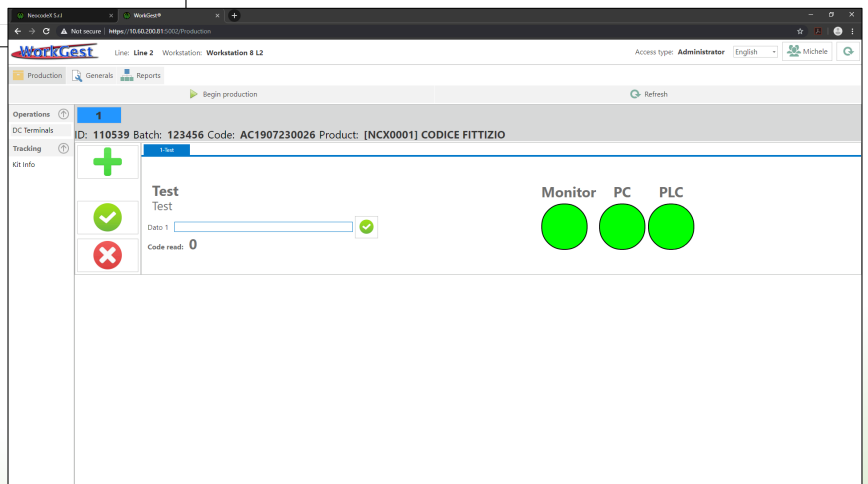 NeocodeX S.r.l
WorkGest®
Not secure | https://10.60.200.81:5002/Production
WorkGest
Line: Line 2 Workstation: Workstation 8 L2
Access type: Administrator
English
Michele
Production
Generals
Reports
Begin production
Refresh
Operations
DC Terminals
Tracking
Kit Info
1
ID: 110539 Batch: 123456 Code: AC1907230026 Product: [NCX0001] CODICE FITTIZIO
1-Test
Test
Test
Dato 1
Code read: 0
Monitor PC PLC